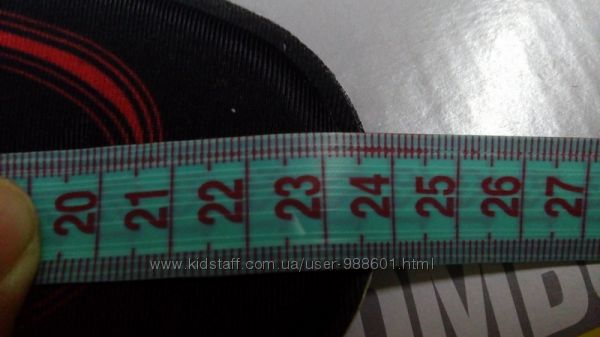 20 21 22 23 24 25 26 27
www.kidstaff.com.ua/user-988601.html